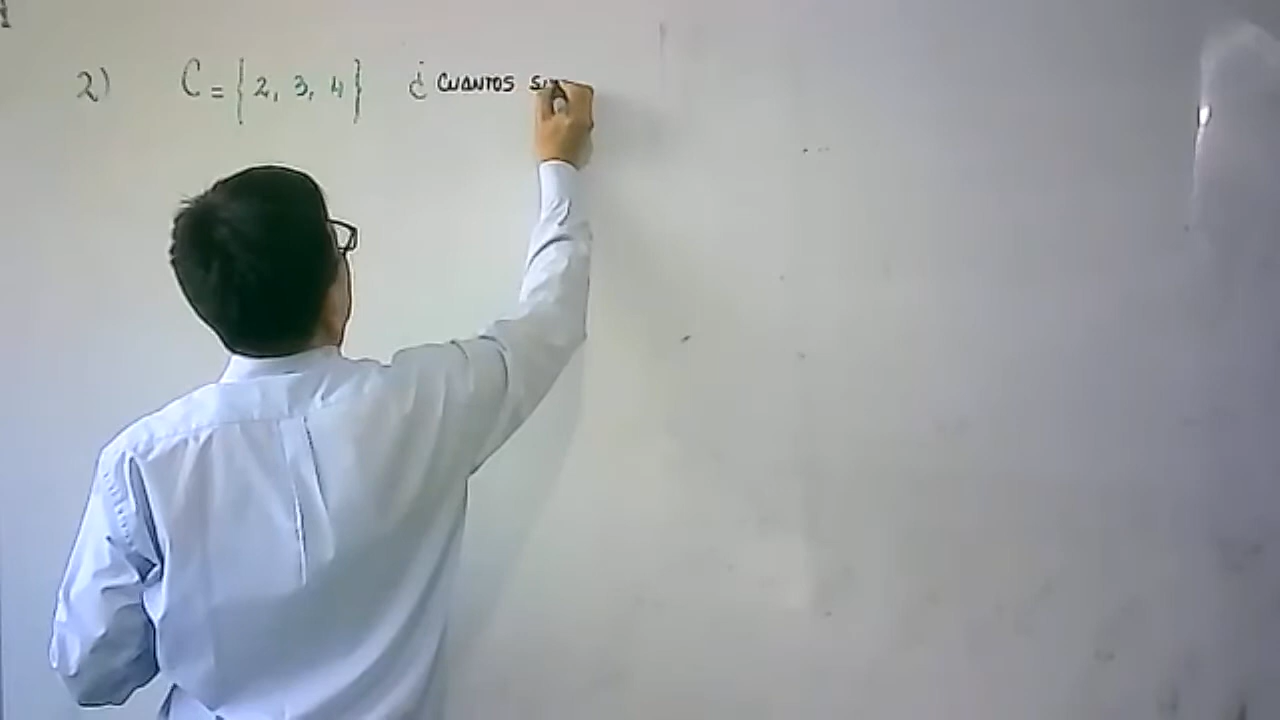 2) C = {2, 3, 4} ¿ CUANTOS